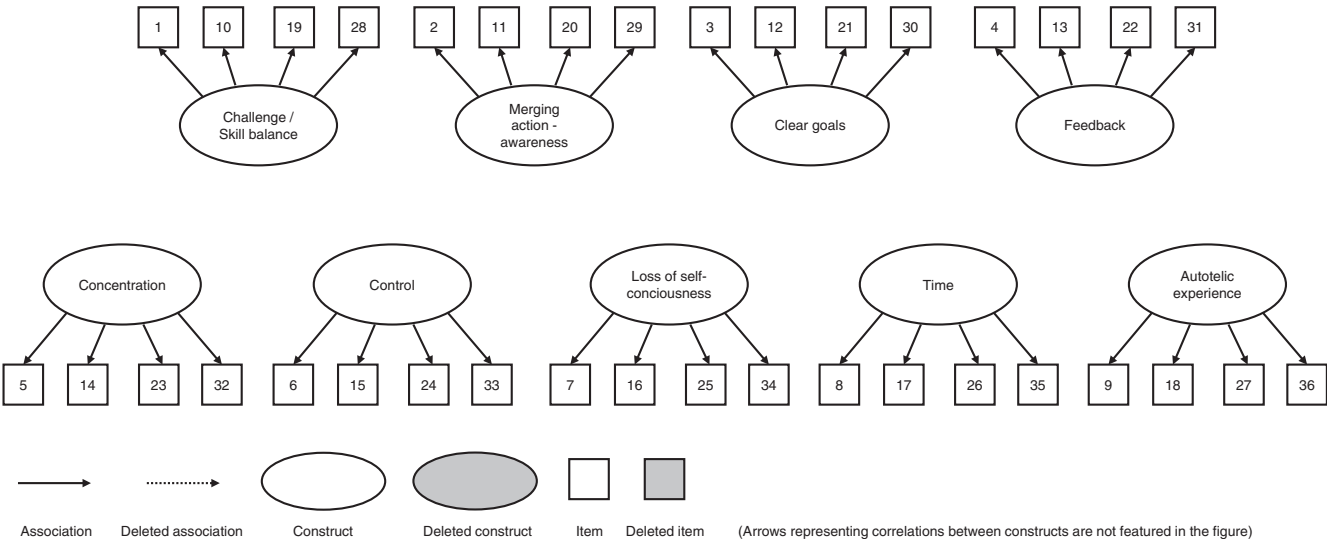 1 10 19 28 2 11 20 29 3 12 21 30 4 13 22 31
Challenge /
Skill balance
Merging
action -
awareness
Clear goals
Feedback
Concentration
Control
Loss of self-
conciousness
Time
Autotelic
experience
5 14 23 32 6 15 24 33 7 16 25 34 8 17 26 35 9 18 27 36
Association Deleted association Construct Deleted construct Item Deleted item (Arrows representing correlations between constructs are not featured in the figure)